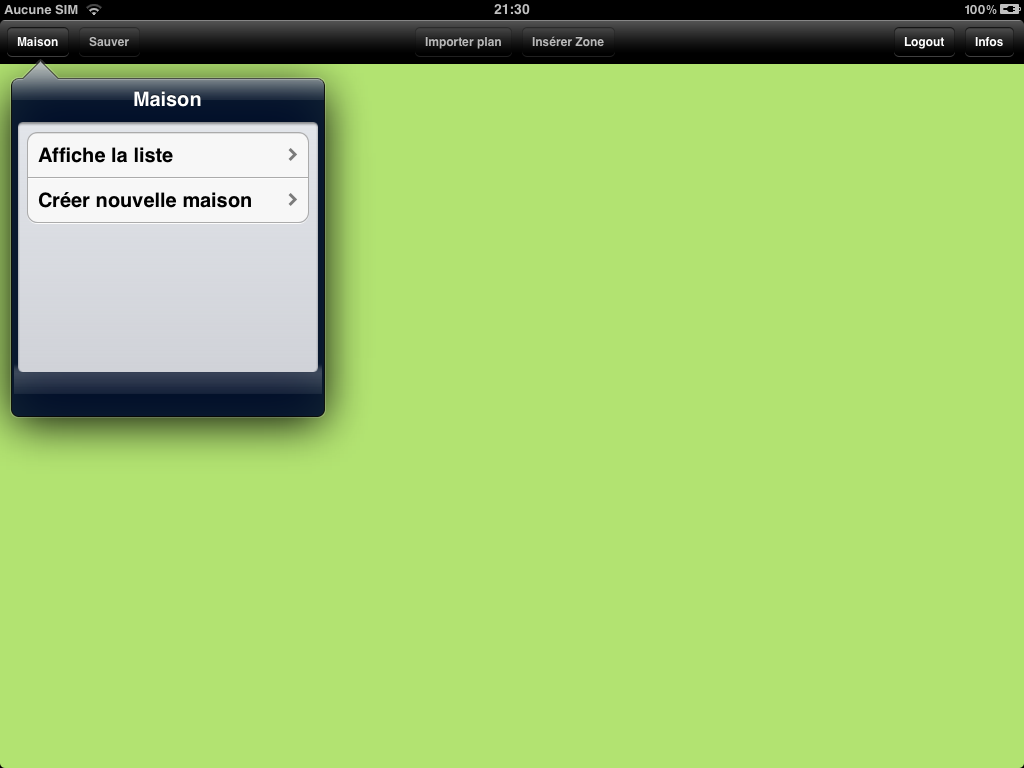 Aucune SIM 21:30 100%
Maison Sauver Importer plan Insérer Zone Logout Infos
Maison
Affiche la liste
Créer nouvelle maison